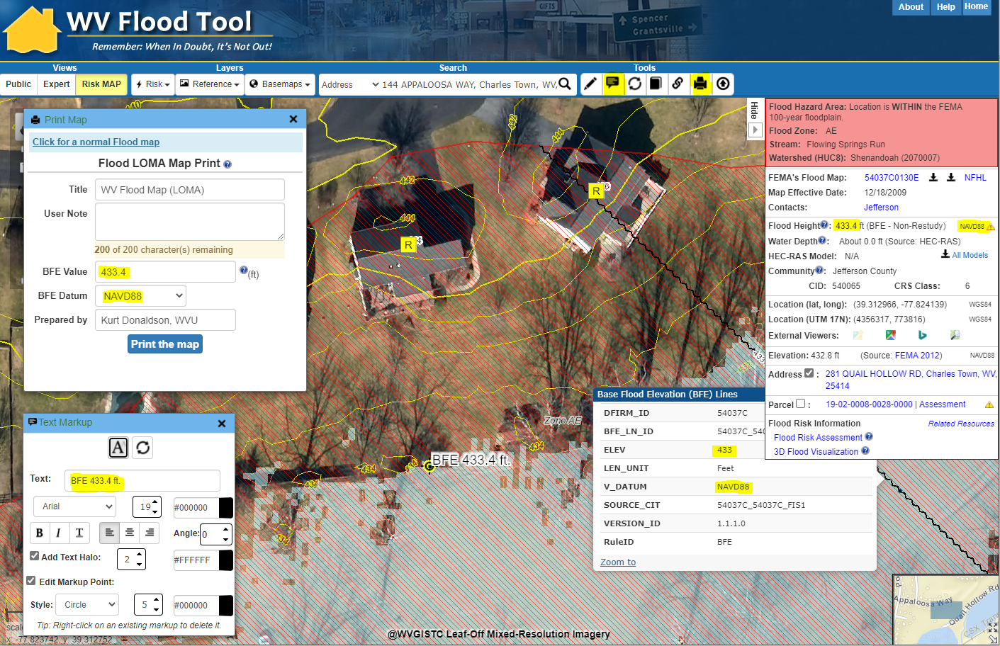 WV Flood Tool
Remember: When In Doubt, It's Not Out!
GIFTS
Spencer
Grantsville
About Help Home
Views Layers Search Tools
Public Expert Risk MAP Risk Reference Basemaps Address 144 APPALOOSA WAY, Charles Town, WV,
Print Map
Click for a normal Flood map
Flood LOMA Map Print
Title WV Flood Map (LOMA)
User Note
200 of 200 character(s) remaining
BFE Value 433.4 (ft)
BFE Datum NAVD88
Prepared by Kurt Donaldson, WVU
Print the map
Text Markup
A
Text: BFE 433.4 ft.
Arial 19 #000000
B I T Angle: 0
Add Text Halo: 2 #FFFFFF
Edit Markup Point:
Style: Circle 5 #000000
Tip: Right-click on an existing markup to delete it.
x: -77.823742, y: 39.312752
440
442
444
442
444
R
R
6
433
Zone AE
434
434
434
434
434
BFE 433.4 ft.
@WVGISTC Leaf-Off Mixed-Resolution Imagery
Base Flood Elevation (BFE) Lines
DFIRM_ID 54037C
BFE_LN_ID 54037C_540
ELEV 433
LEN_UNIT Feet
V_DATUM NAVD88
SOURCE_CIT 54037C_54037C_FIS1
VERSION_ID 1.1.1.0
RuleID BFE
Zoom to
Hide
Flood Hazard Area: Location is WITHIN the FEMA
100-year floodplain.
Flood Zone: AE
Stream: Flowing Springs Run
Watershed (HUC8): Shenandoah (2070007)
FEMA's Flood Map: 54037C0130E NFHL
Map Effective Date: 12/18/2009
Contacts: Jefferson
Flood Height: 433.4 ft (BFE - Non-Restudy) NAVD88
Water Depth: About 0.0 ft (Source: HEC-RAS)
HEC-RAS Model: N/A All Models
Community: Jefferson County
CID: 540065 CRS Class: 6
Location (lat, long): (39.312966, -77.824139) WGS84
Location (UTM 17N): (4356317, 773816) WGS84
External Viewers:
Elevation: 432.8 ft (Source: FEMA 2012) NAVD88
Address : 281 QUAIL HOLLOW RD, Charles Town, WV,
25414
Parcel : 19-02-0008-0028-0000 | Assessment
Flood Risk Information Related Resources
Flood Risk Assessment
3D Flood Visualization
Appaloosa Way
Quail Hollow Rd
CSX Trans